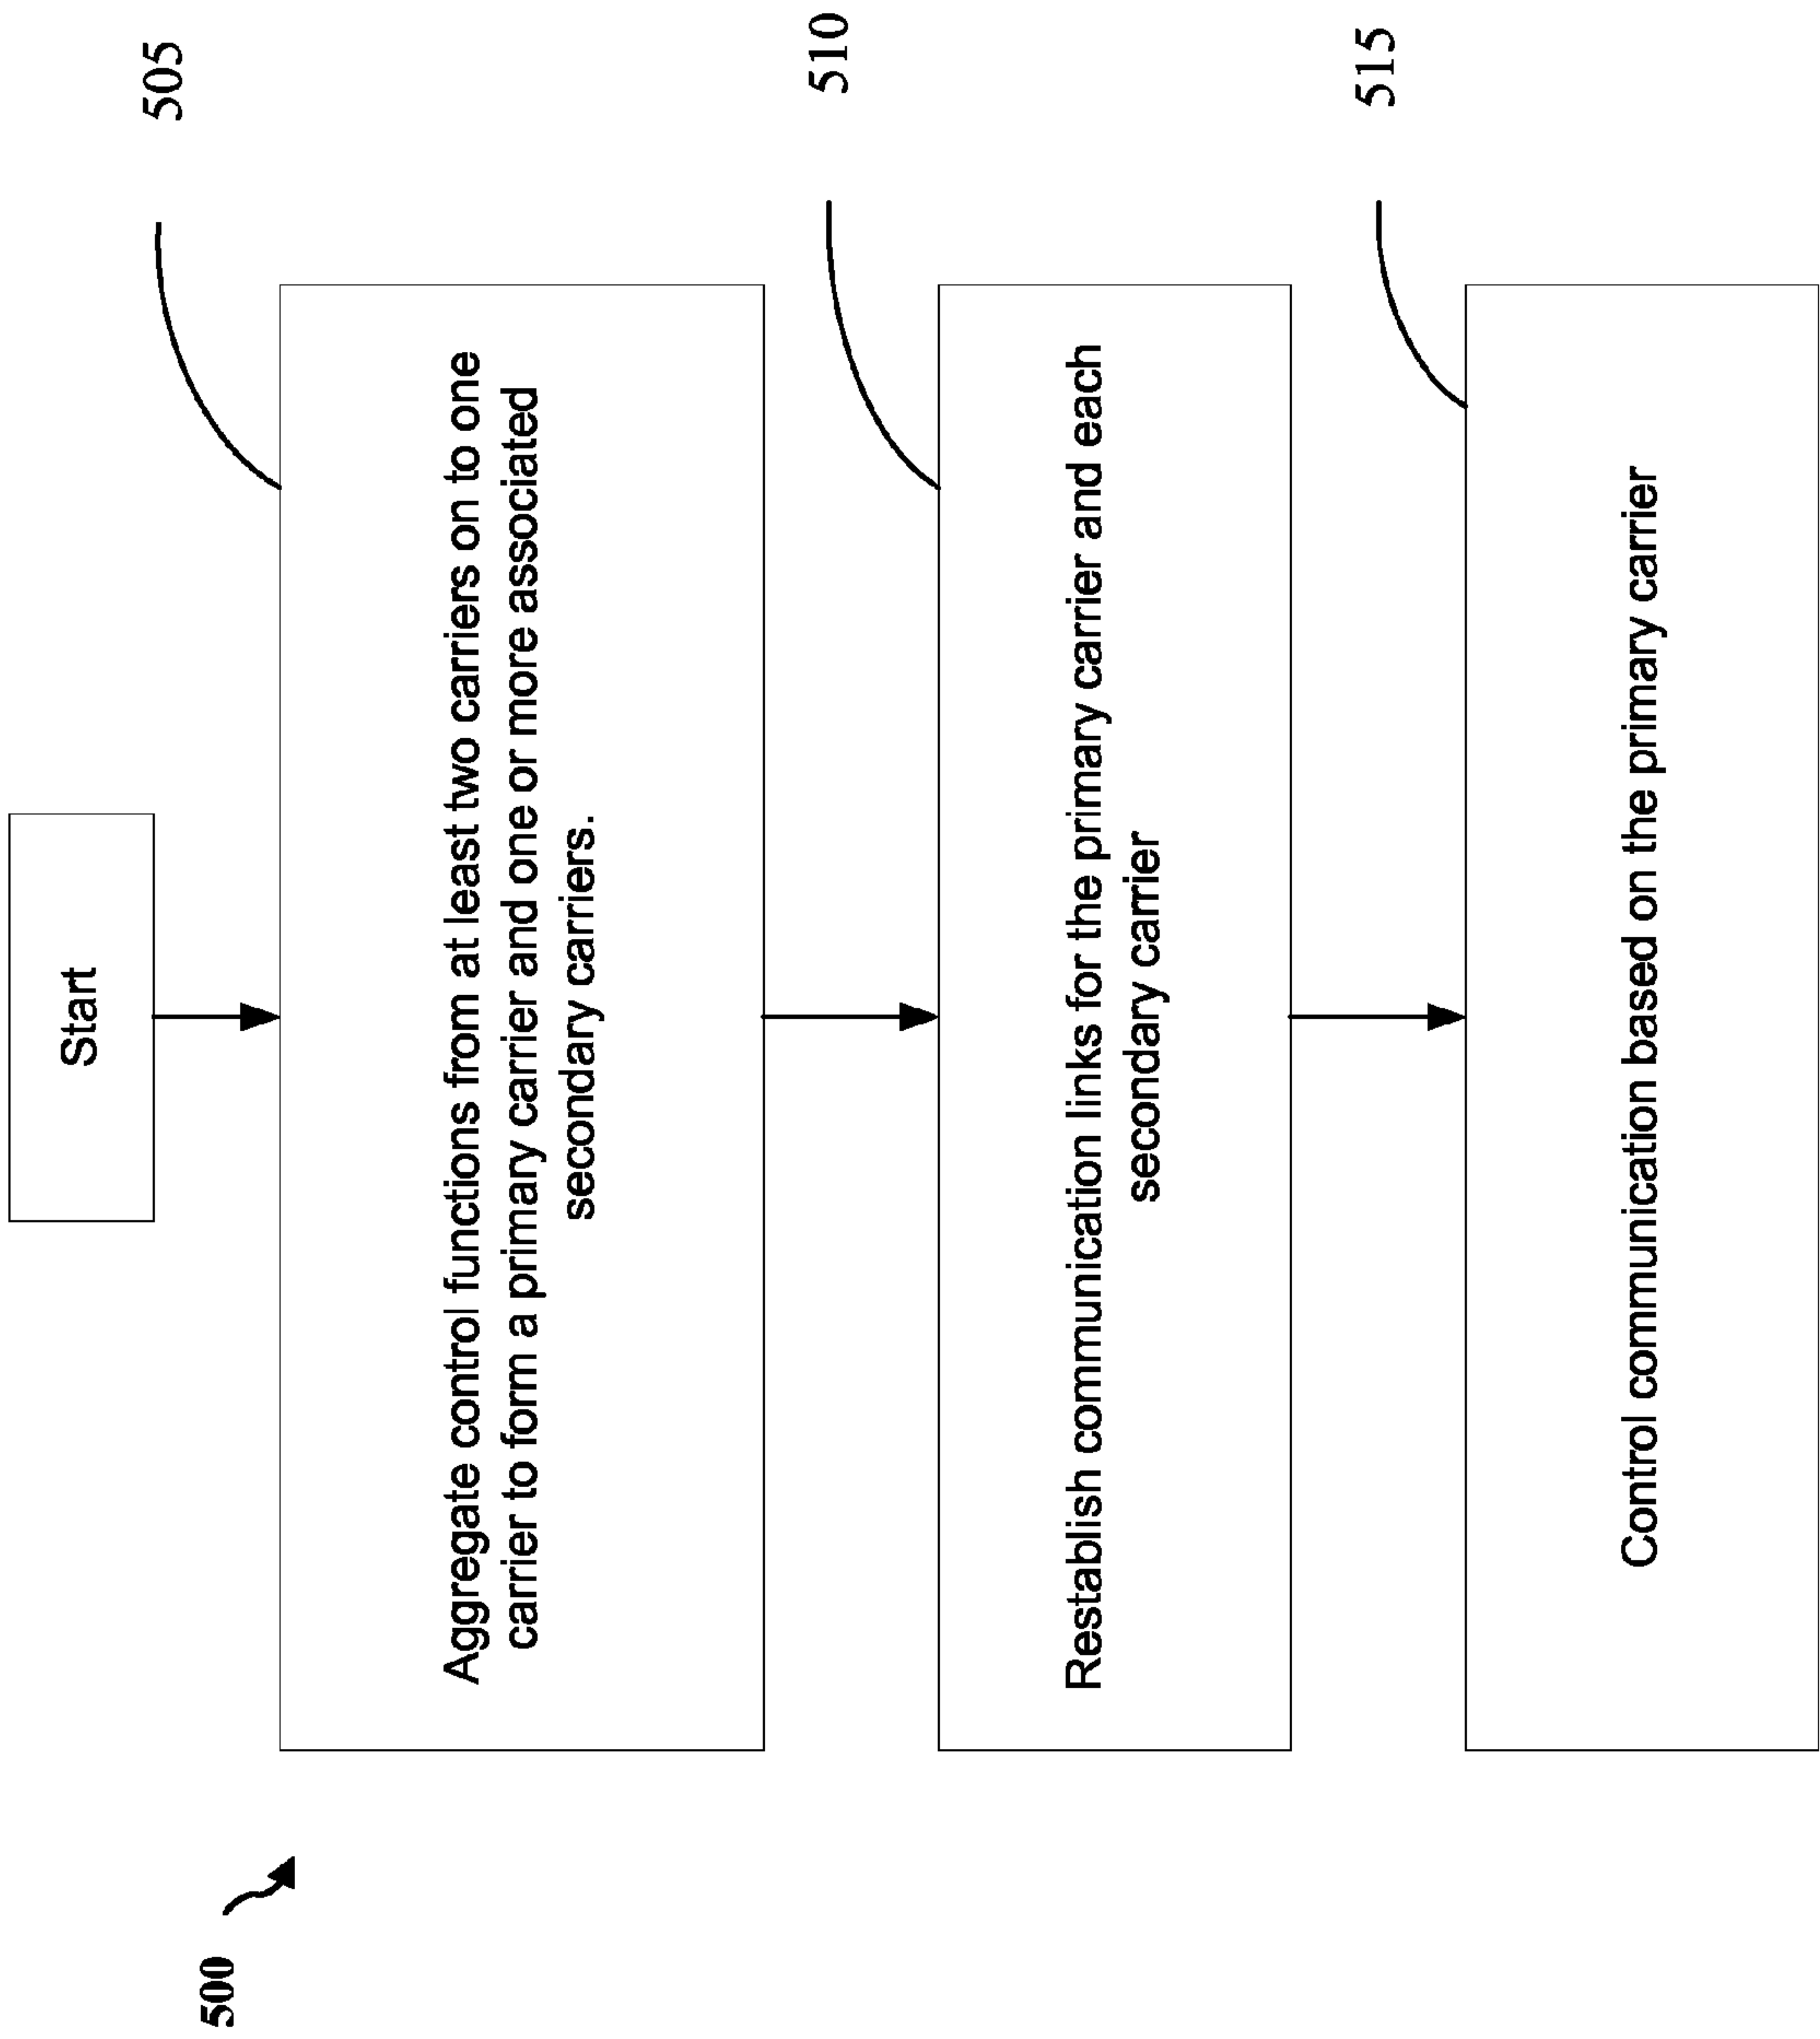 500
Start
505
Aggregate control functions from at least two carriers on to one
carrier to form a primary carrier and one or more associated
secondary carriers.
510
Restablish communication links for the primary carrier and each
secondary carrier
515
Control communication based on the primary carrier